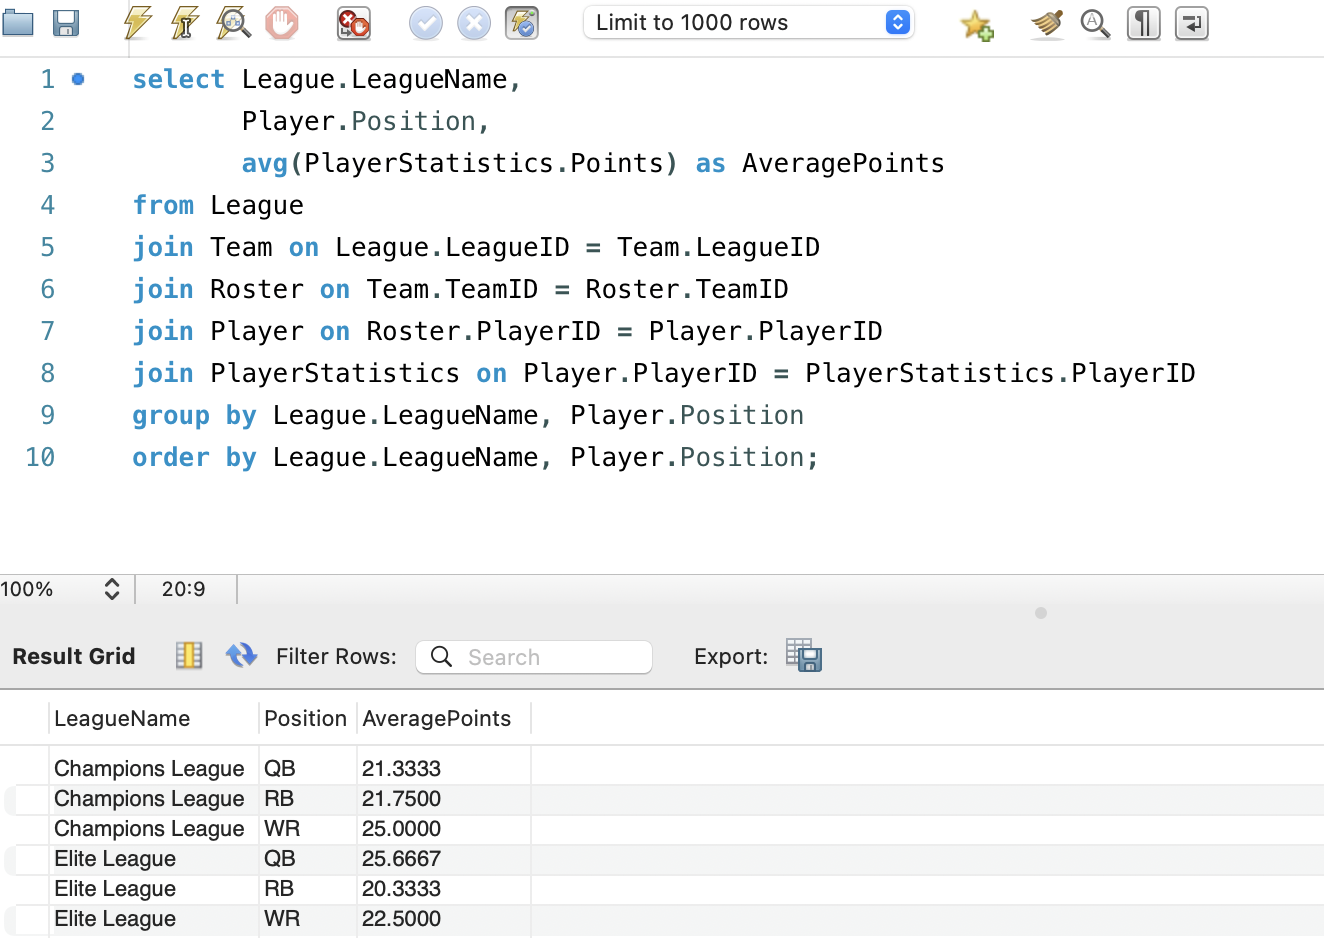 Limit to 1000 rows
1 select League.LeagueName,
2 Player.Position,
3 avg(PlayerStatistics.Points) as AveragePoints
4 from League
5 join Team on League.LeagueID = Team.LeagueID
6 join Roster on Team.TeamID = Roster.TeamID
7 join Player on Roster.PlayerID = Player.PlayerID
8 join PlayerStatistics on Player.PlayerID = PlayerStatistics.PlayerID
9 group by League.LeagueName, Player.Position
10 order by League.LeagueName, Player.Position;
100% 20:9
Result Grid Filter Rows: Search Export:
LeagueName Position AveragePoints
Champions League QB 21.3333
Champions League RB 21.7500
Champions League WR 25.0000
Elite League QB 25.6667
Elite League RB 20.3333
Elite League WR 22.5000